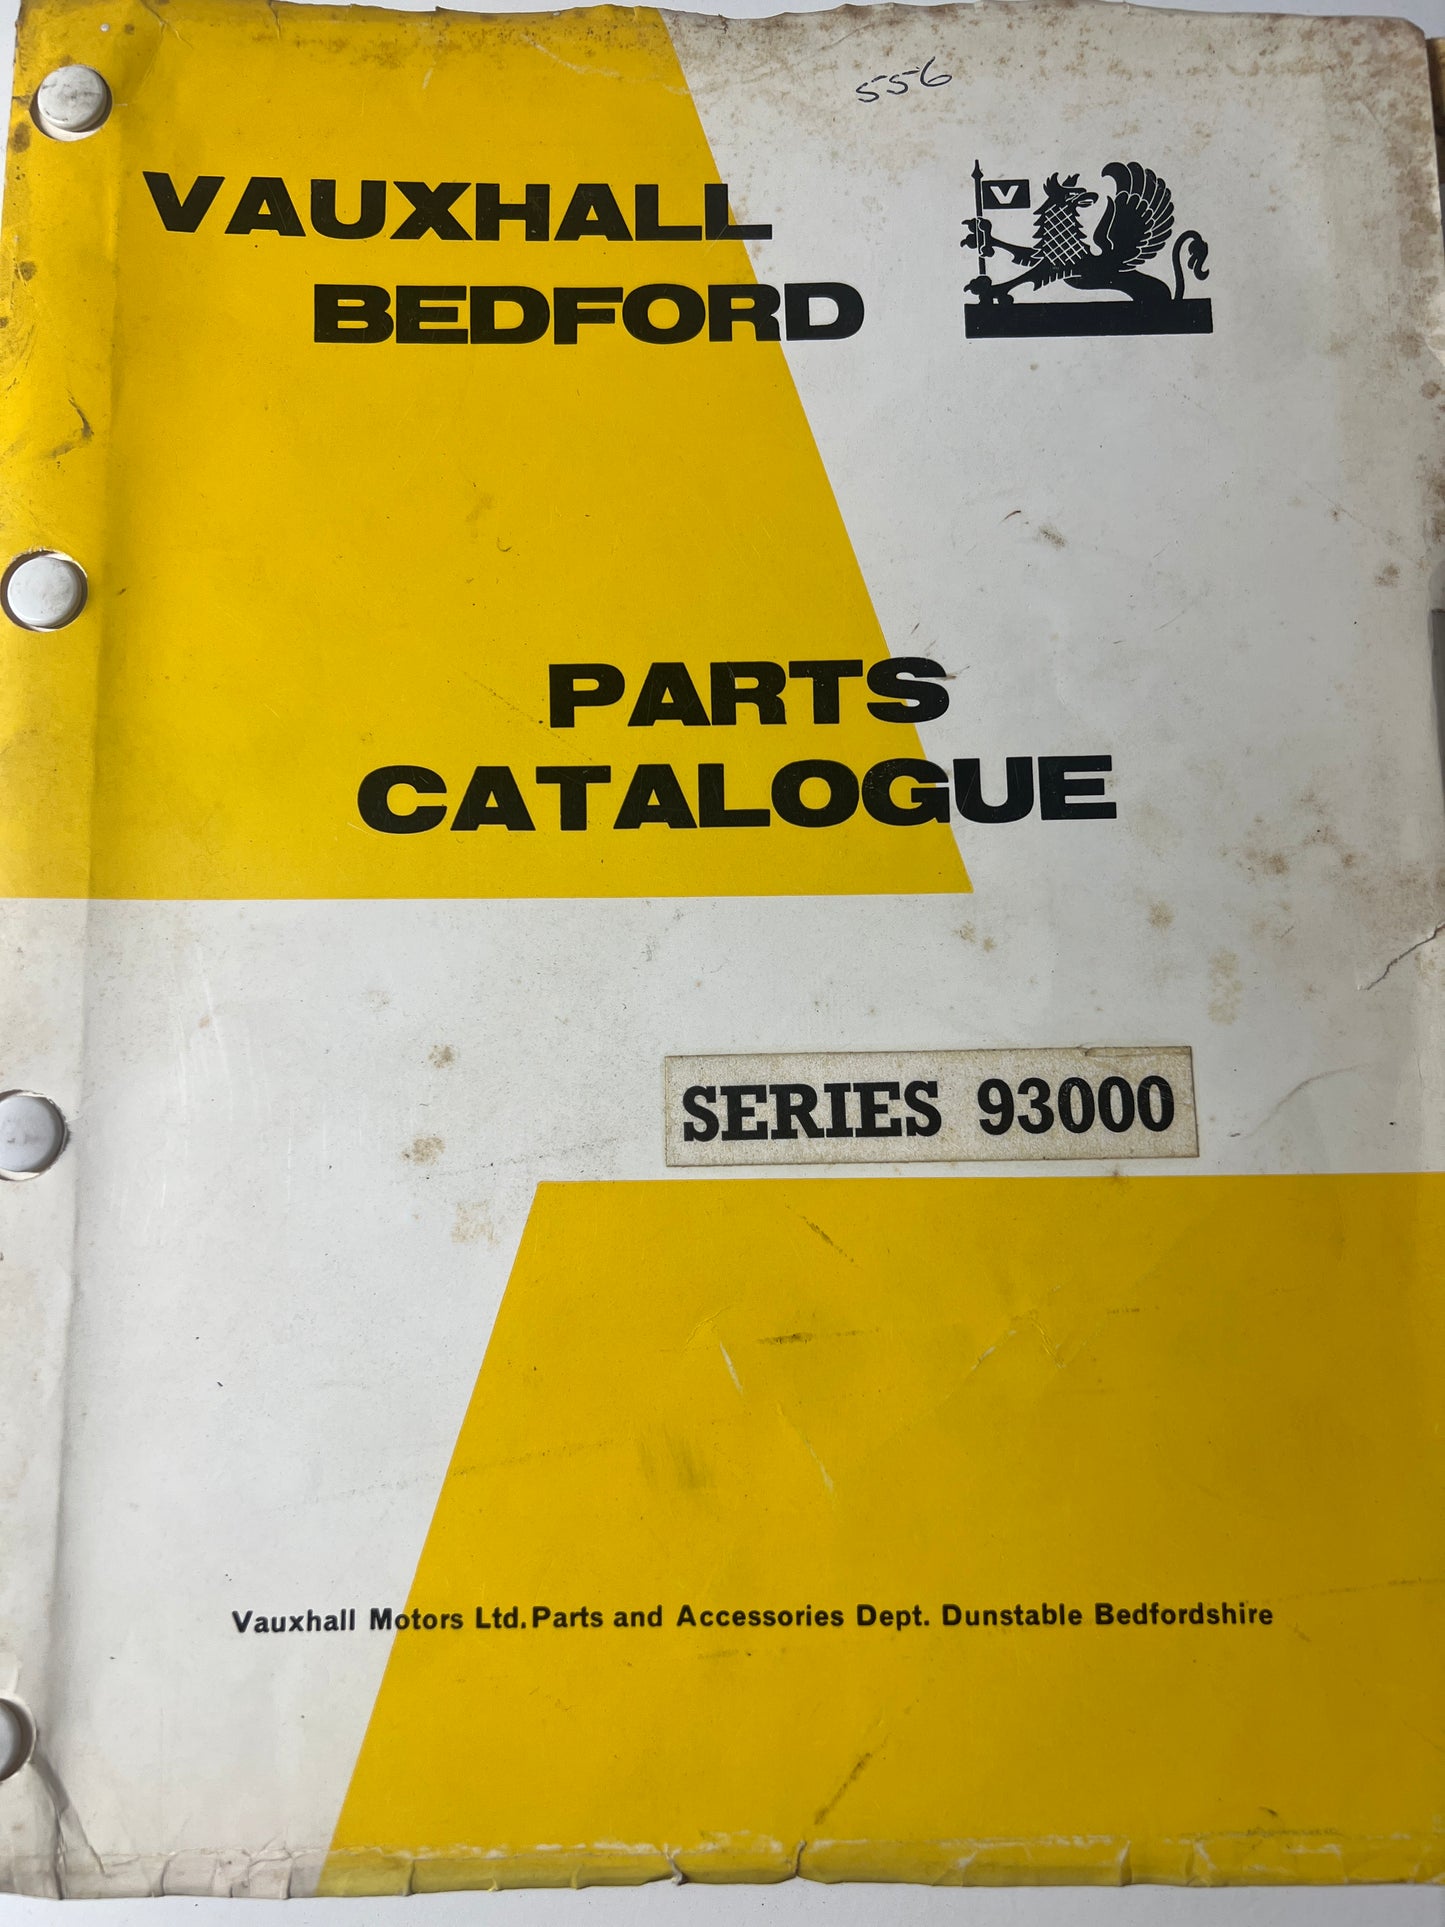 556
VAUXHALL
V
BEDFORD
PARTS
CATALOGUE
SERIES 93000
Vauxhall Motors Ltd. Parts and Accessories Dept. Dunstable Bedfordshire